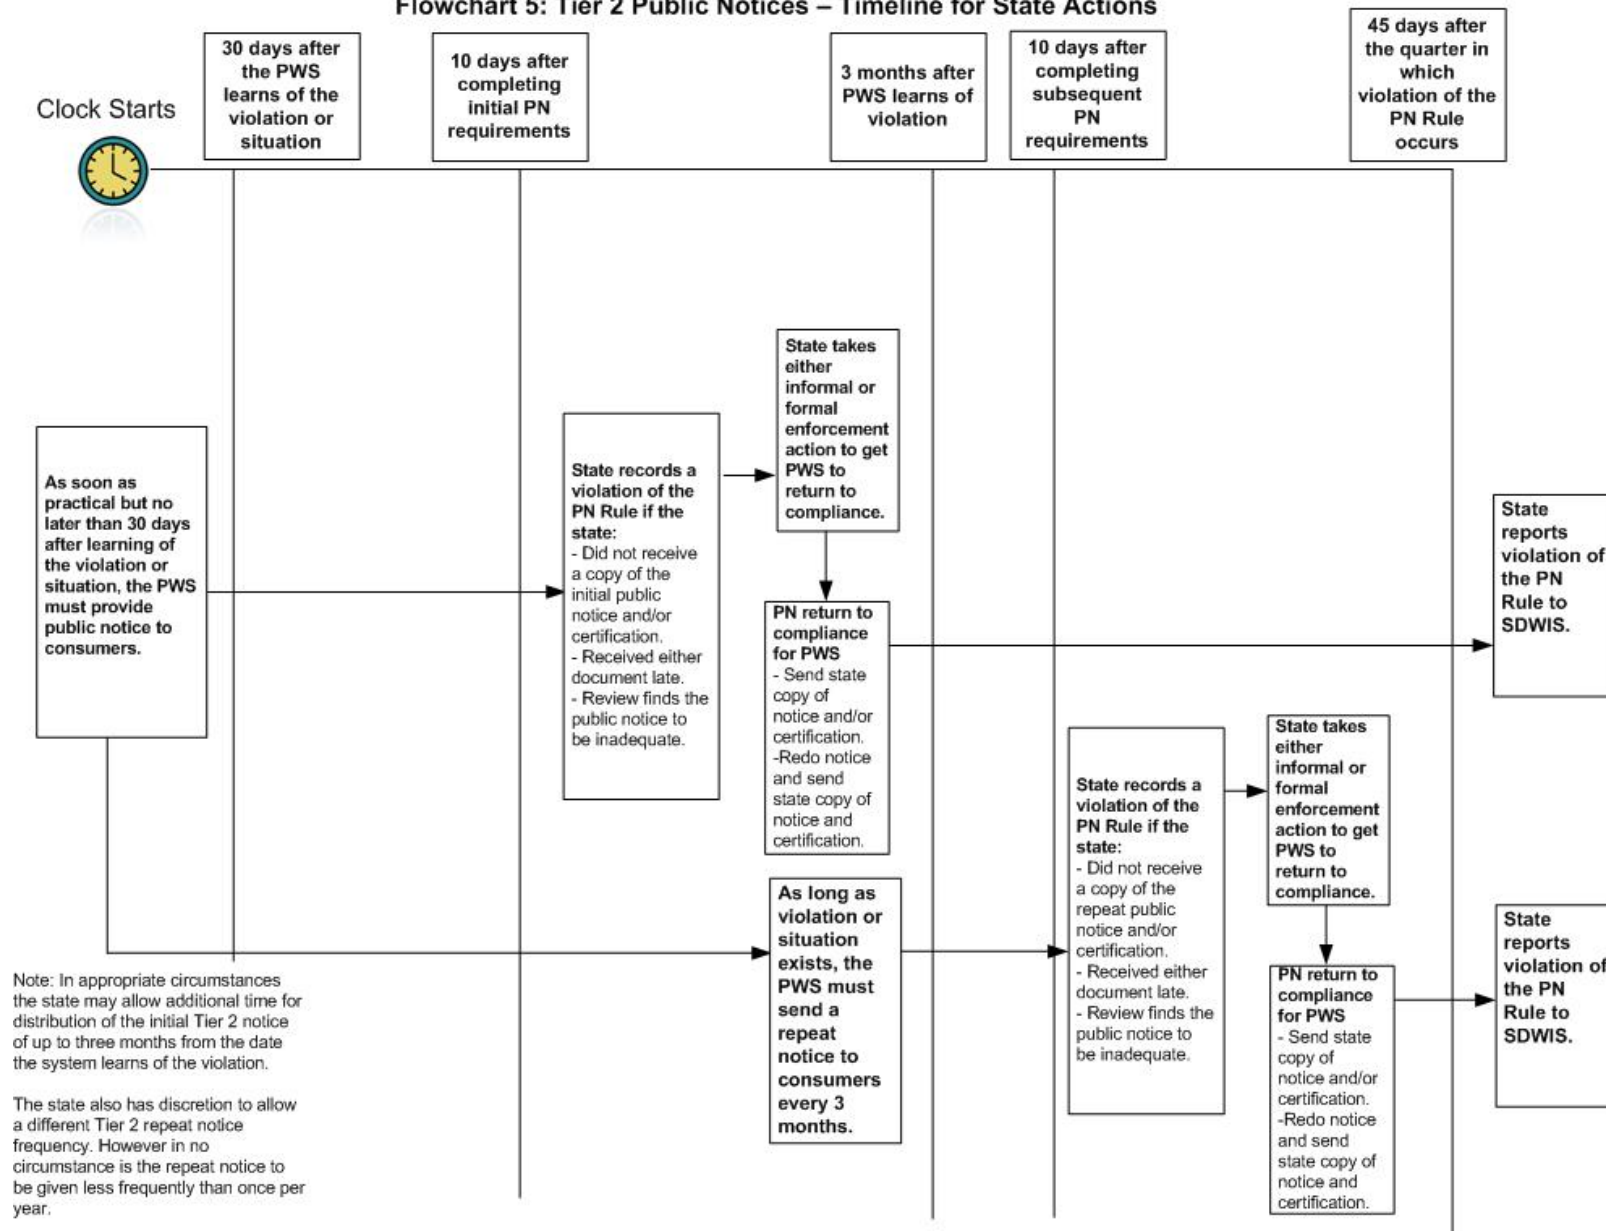 Flowchart 5: Tier 2 Public Notices – Timeline for State Actions
Clock Starts
30 days after
the PWS
learns of the
violation or
situation
10 days after
completing
initial PN
requirements
3 months after
PWS learns of
violation
10 days after
completing
subsequent
PN
requirements
45 days after
the quarter in
which
violation of the
PN Rule
occurs
As soon as
practical but no
later than 30 days
after learning of
the violation or
situation, the PWS
must provide
public notice to
consumers.
State records a
violation of the
PN Rule if the
state:
- Did not receive
a copy of the
initial public
notice and/or
certification.
- Received either
document late.
- Review finds the
public notice to
be inadequate.
State takes
either
informal or
formal
enforcement
action to get
PWS to
return to
compliance.
PN return to
compliance
for PWS
- Send state
copy of
notice and/or
certification.
-Redo notice
and send
state copy of
notice and
certification.
State
reports
violation of
the PN
Rule to
SDWIS.
As long as
violation or
situation
exists, the
PWS must
send a
repeat
notice to
consumers
every 3
months.
State records a
violation of the
PN Rule if the
state:
- Did not receive
a copy of the
repeat public
notice and/or
certification.
- Received either
document late.
- Review finds the
public notice to
be inadequate.
State takes
either
informal or
formal
enforcement
action to get
PWS to
return to
compliance.
PN return to
compliance
for PWS
- Send state
copy of
notice and/or
certification.
-Redo notice
and send
state copy of
notice and
certification.
State
reports
violation of
the PN
Rule to
SDWIS.
Note: In appropriate circumstances
the state may allow additional time for
distribution of the initial Tier 2 notice
of up to three months from the date
the system learns of the violation.
The state also has discretion to allow
a different Tier 2 repeat notice
frequency. However in no
circumstance is the repeat notice to
be given less frequently than once per
year.